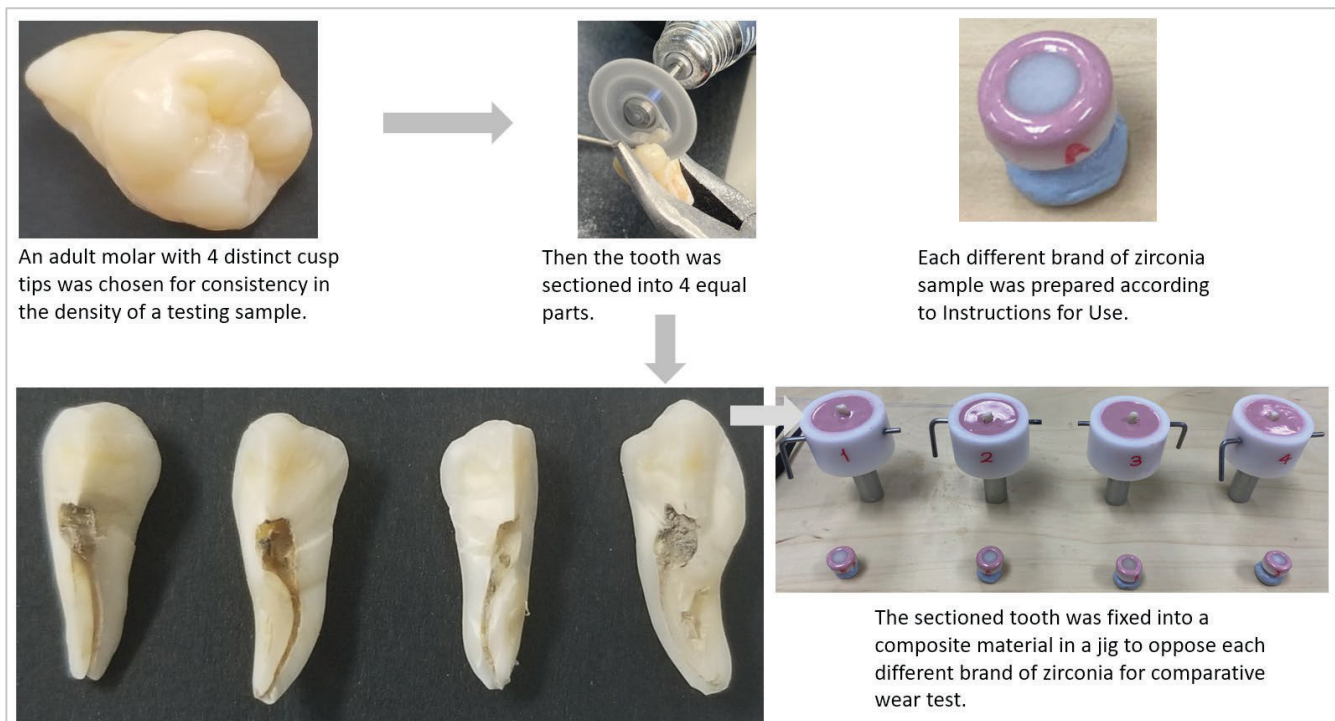 An adult molar with 4 distinct cusp
tips was chosen for consistency in
the density of a testing sample.
Then the tooth was
sectioned into 4 equal
parts.
Each different brand of zirconia
sample was prepared according
to Instructions for Use.
1
2
3
4
The sectioned tooth was fixed into a
composite material in a jig to oppose each
different brand of zirconia for comparative
wear test.